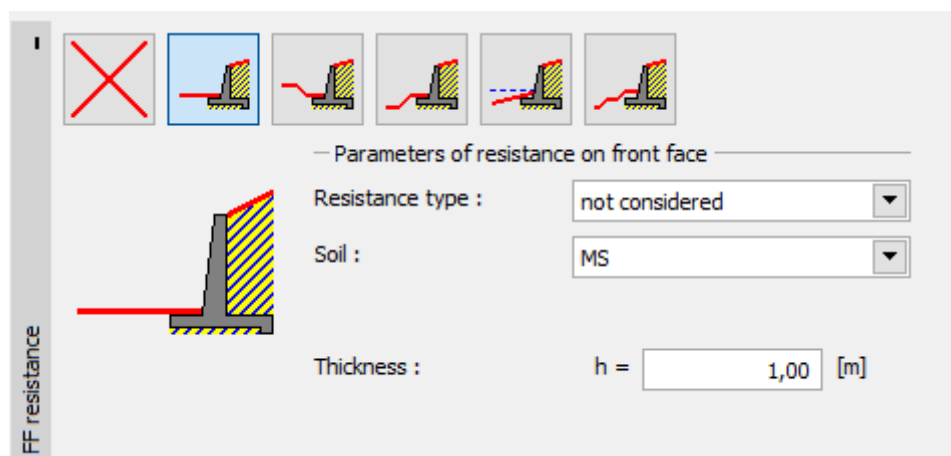 Parameters of resistance on front face
Resistance type : not considered
Soil : MS
Thickness : h = 1,00 [m]
FF resistance